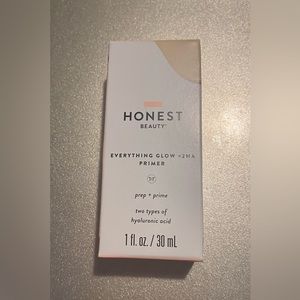 HONEST
BEAUTY
EVERYTHING GLOW +2HA
PRIMER
prep + prime
two types of
hyaluronic acid
1 fl. oz. / 30 mL